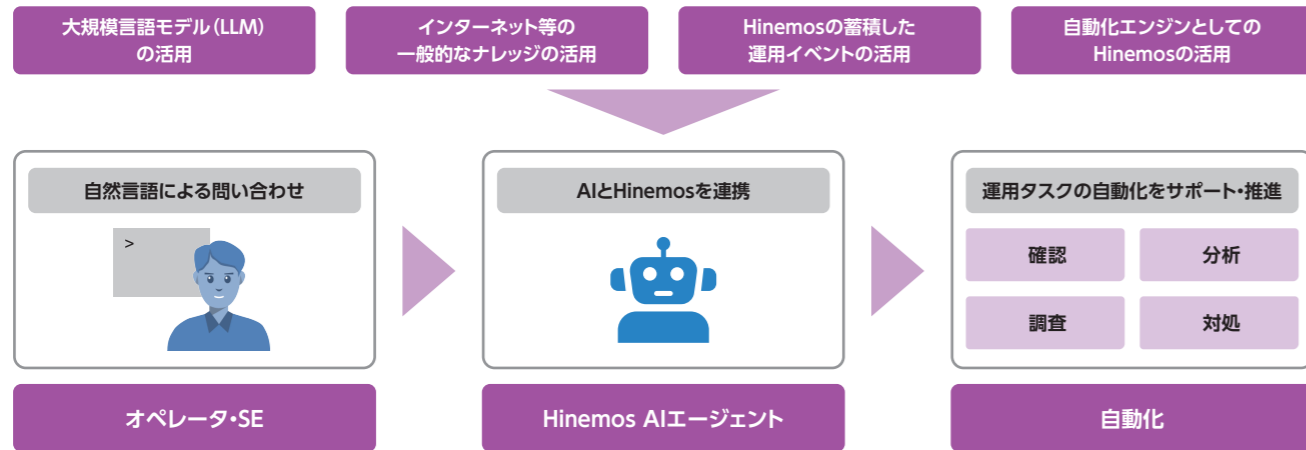 大規模言語モデル(LLM)
の活用
インターネット等の
一般的なナレッジの活用
Hinemosの蓄積した
運用イベントの活用
自動化エンジンとしての
Hinemosの活用
自然言語による問い合わせ
>
オペレータ・SE
AIとHinemosを連携
Hinemos AIエージェント
運用タスクの自動化をサポート・推進
確認
分析
調査
対処
自動化